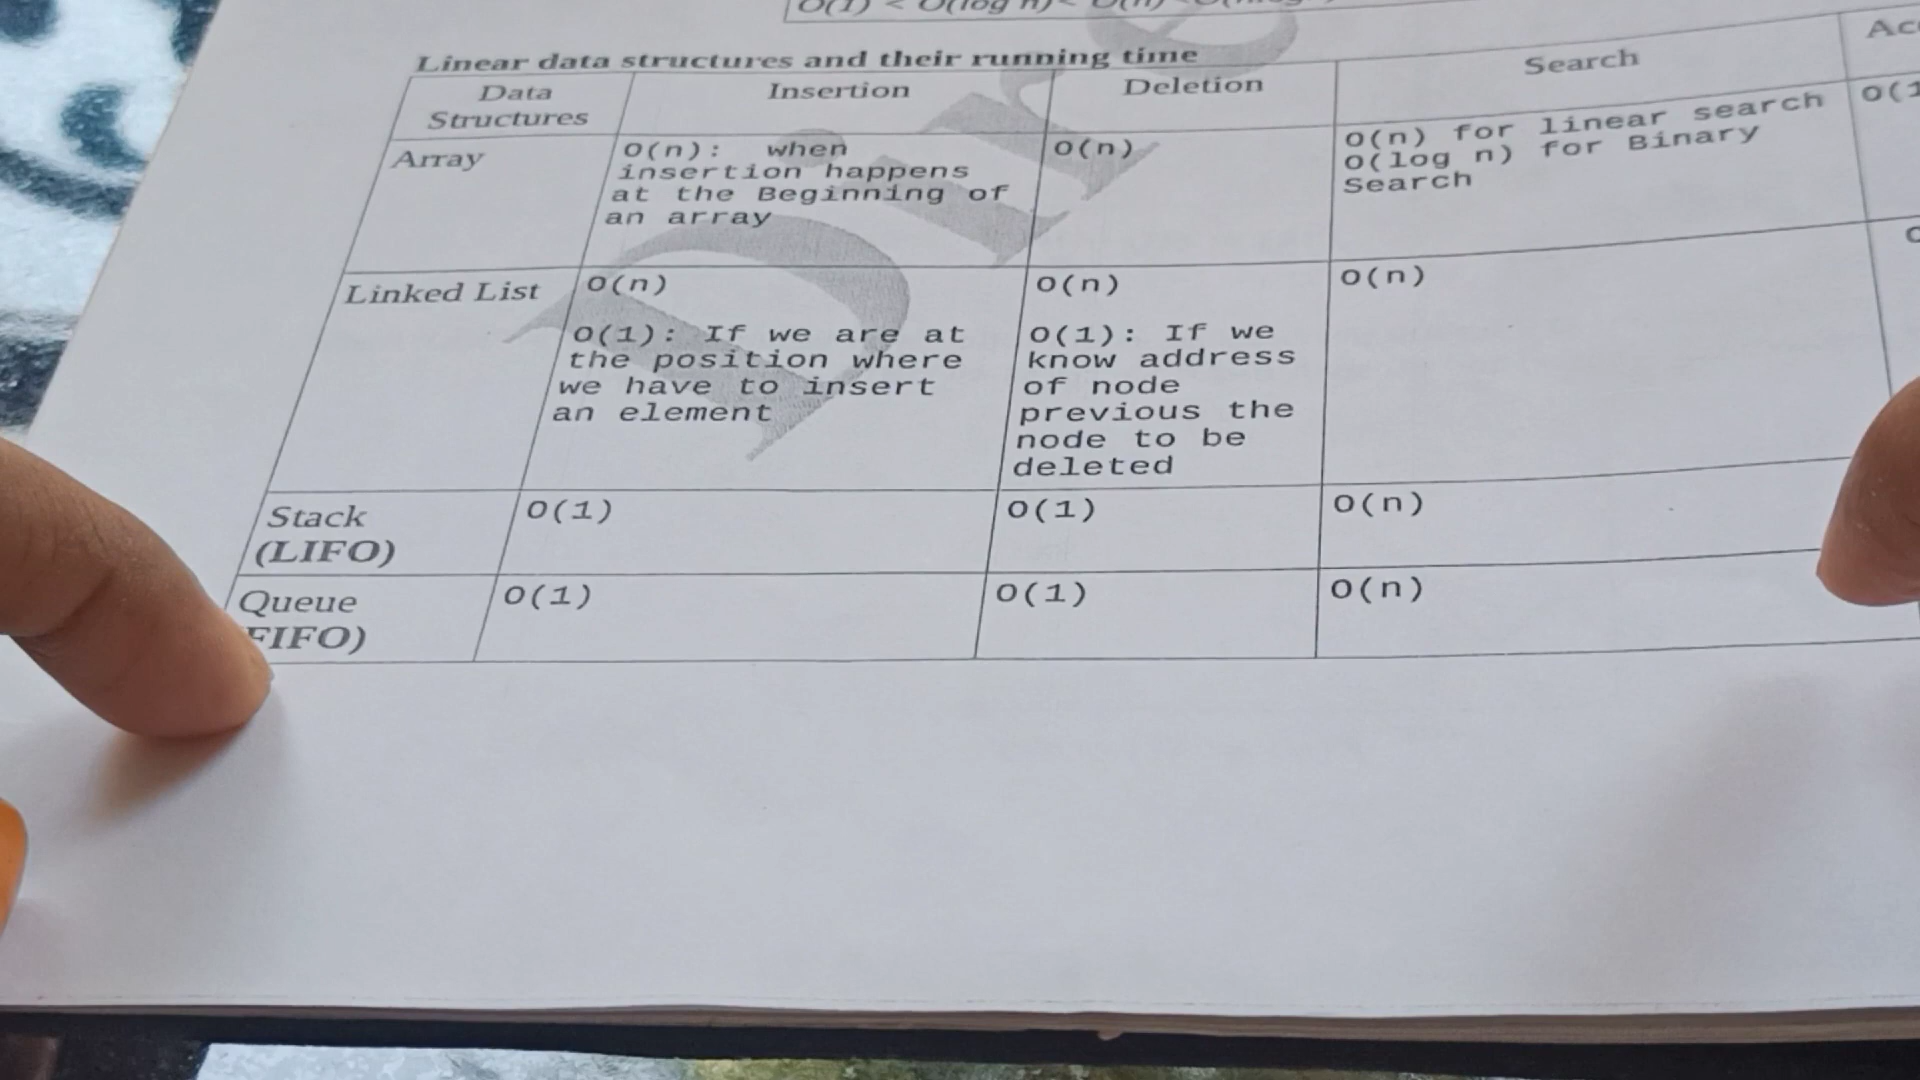 O(1) < O(log n) < O(n) <
Linear data structures and their running time
Data Structures Insertion Deletion Search
Array
O(n): when
insertion happens
at the Beginning of
an array
O(n)
O(n) for linear search
O(log n) for Binary
Search
Linked List
O(n)
O(1): If we are at
the position where
we have to insert
an element
O(n)
O(1): If we
know address
of node
previous the
node to be
deleted
O(n)
Stack
(LIFO)
O(1)
O(1)
O(n)
Queue
FIFO)
O(1)
O(1)
O(n)